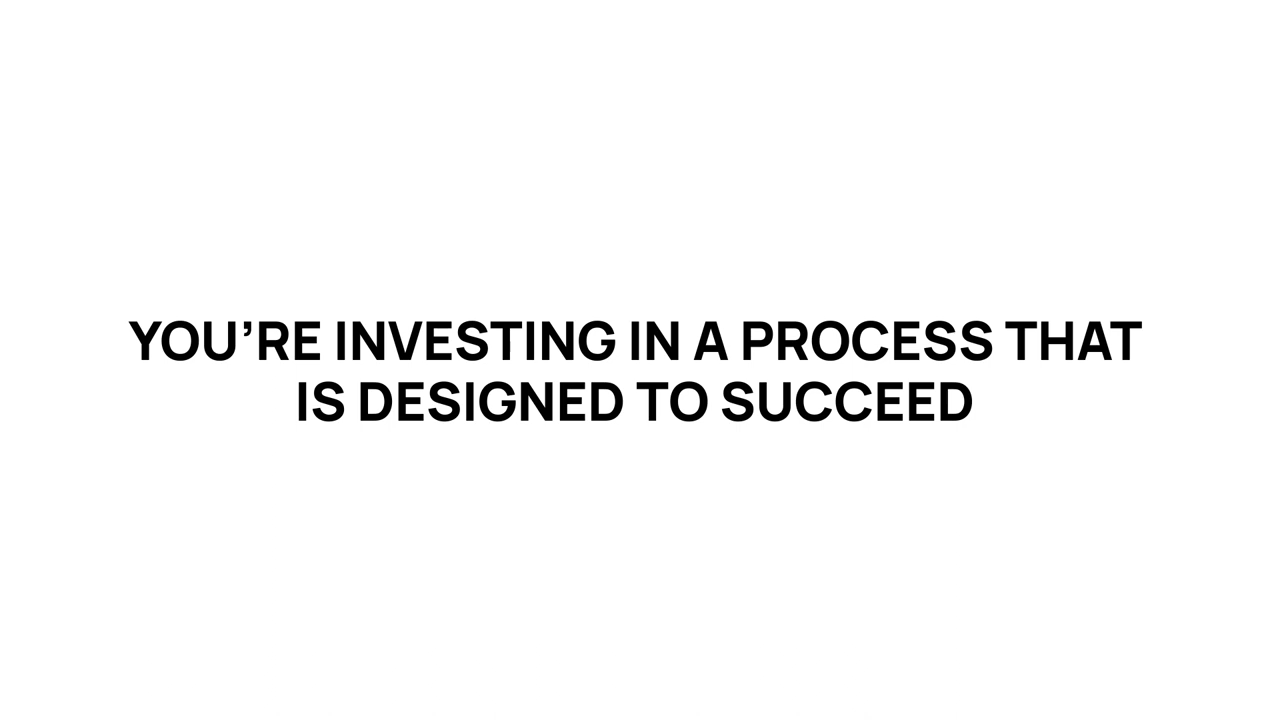 YOU’RE INVESTING IN A PROCESS THAT
IS DESIGNED TO SUCCEED